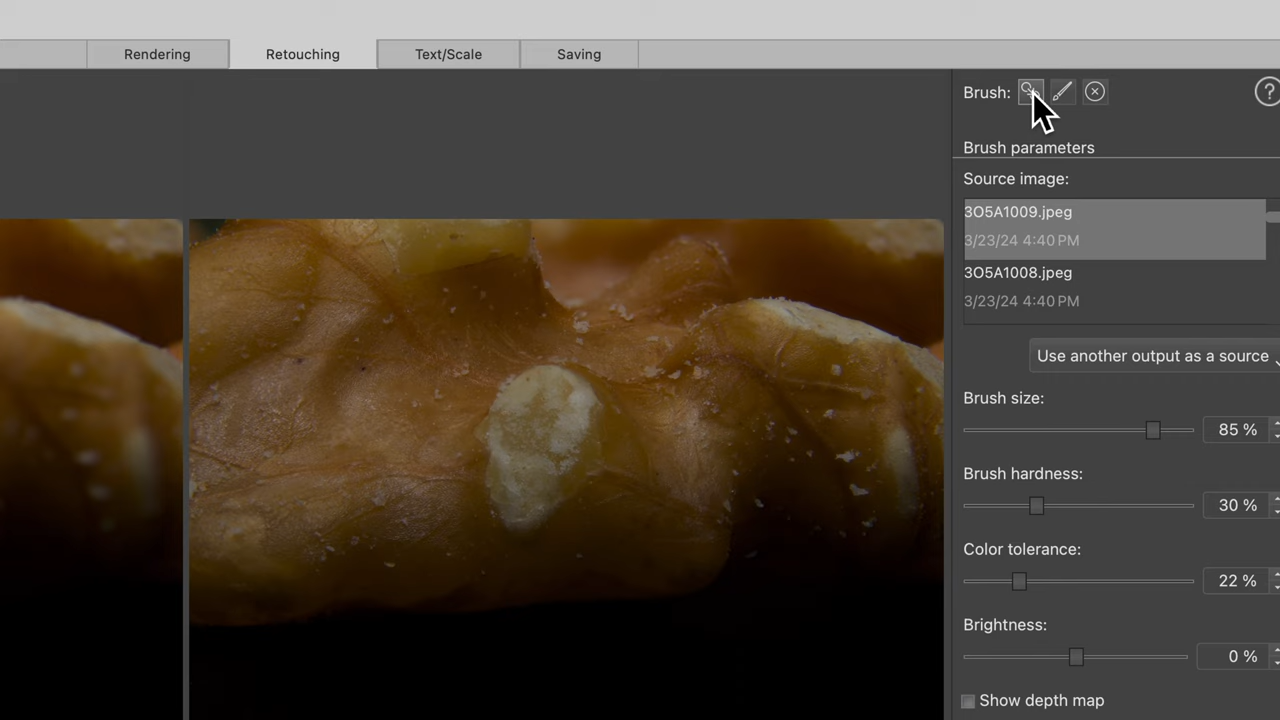 Rendering
Retouching
Text/Scale
Saving
Brush:
?
Brush parameters
Source image:
3O5A1009.jpeg
3/23/24 4:40 PM
3O5A1008.jpeg
3/23/24 4:40 PM
Use another output as a source
Brush size:
85 %
Brush hardness:
30 %
Color tolerance:
22 %
Brightness:
0 %
Show depth map